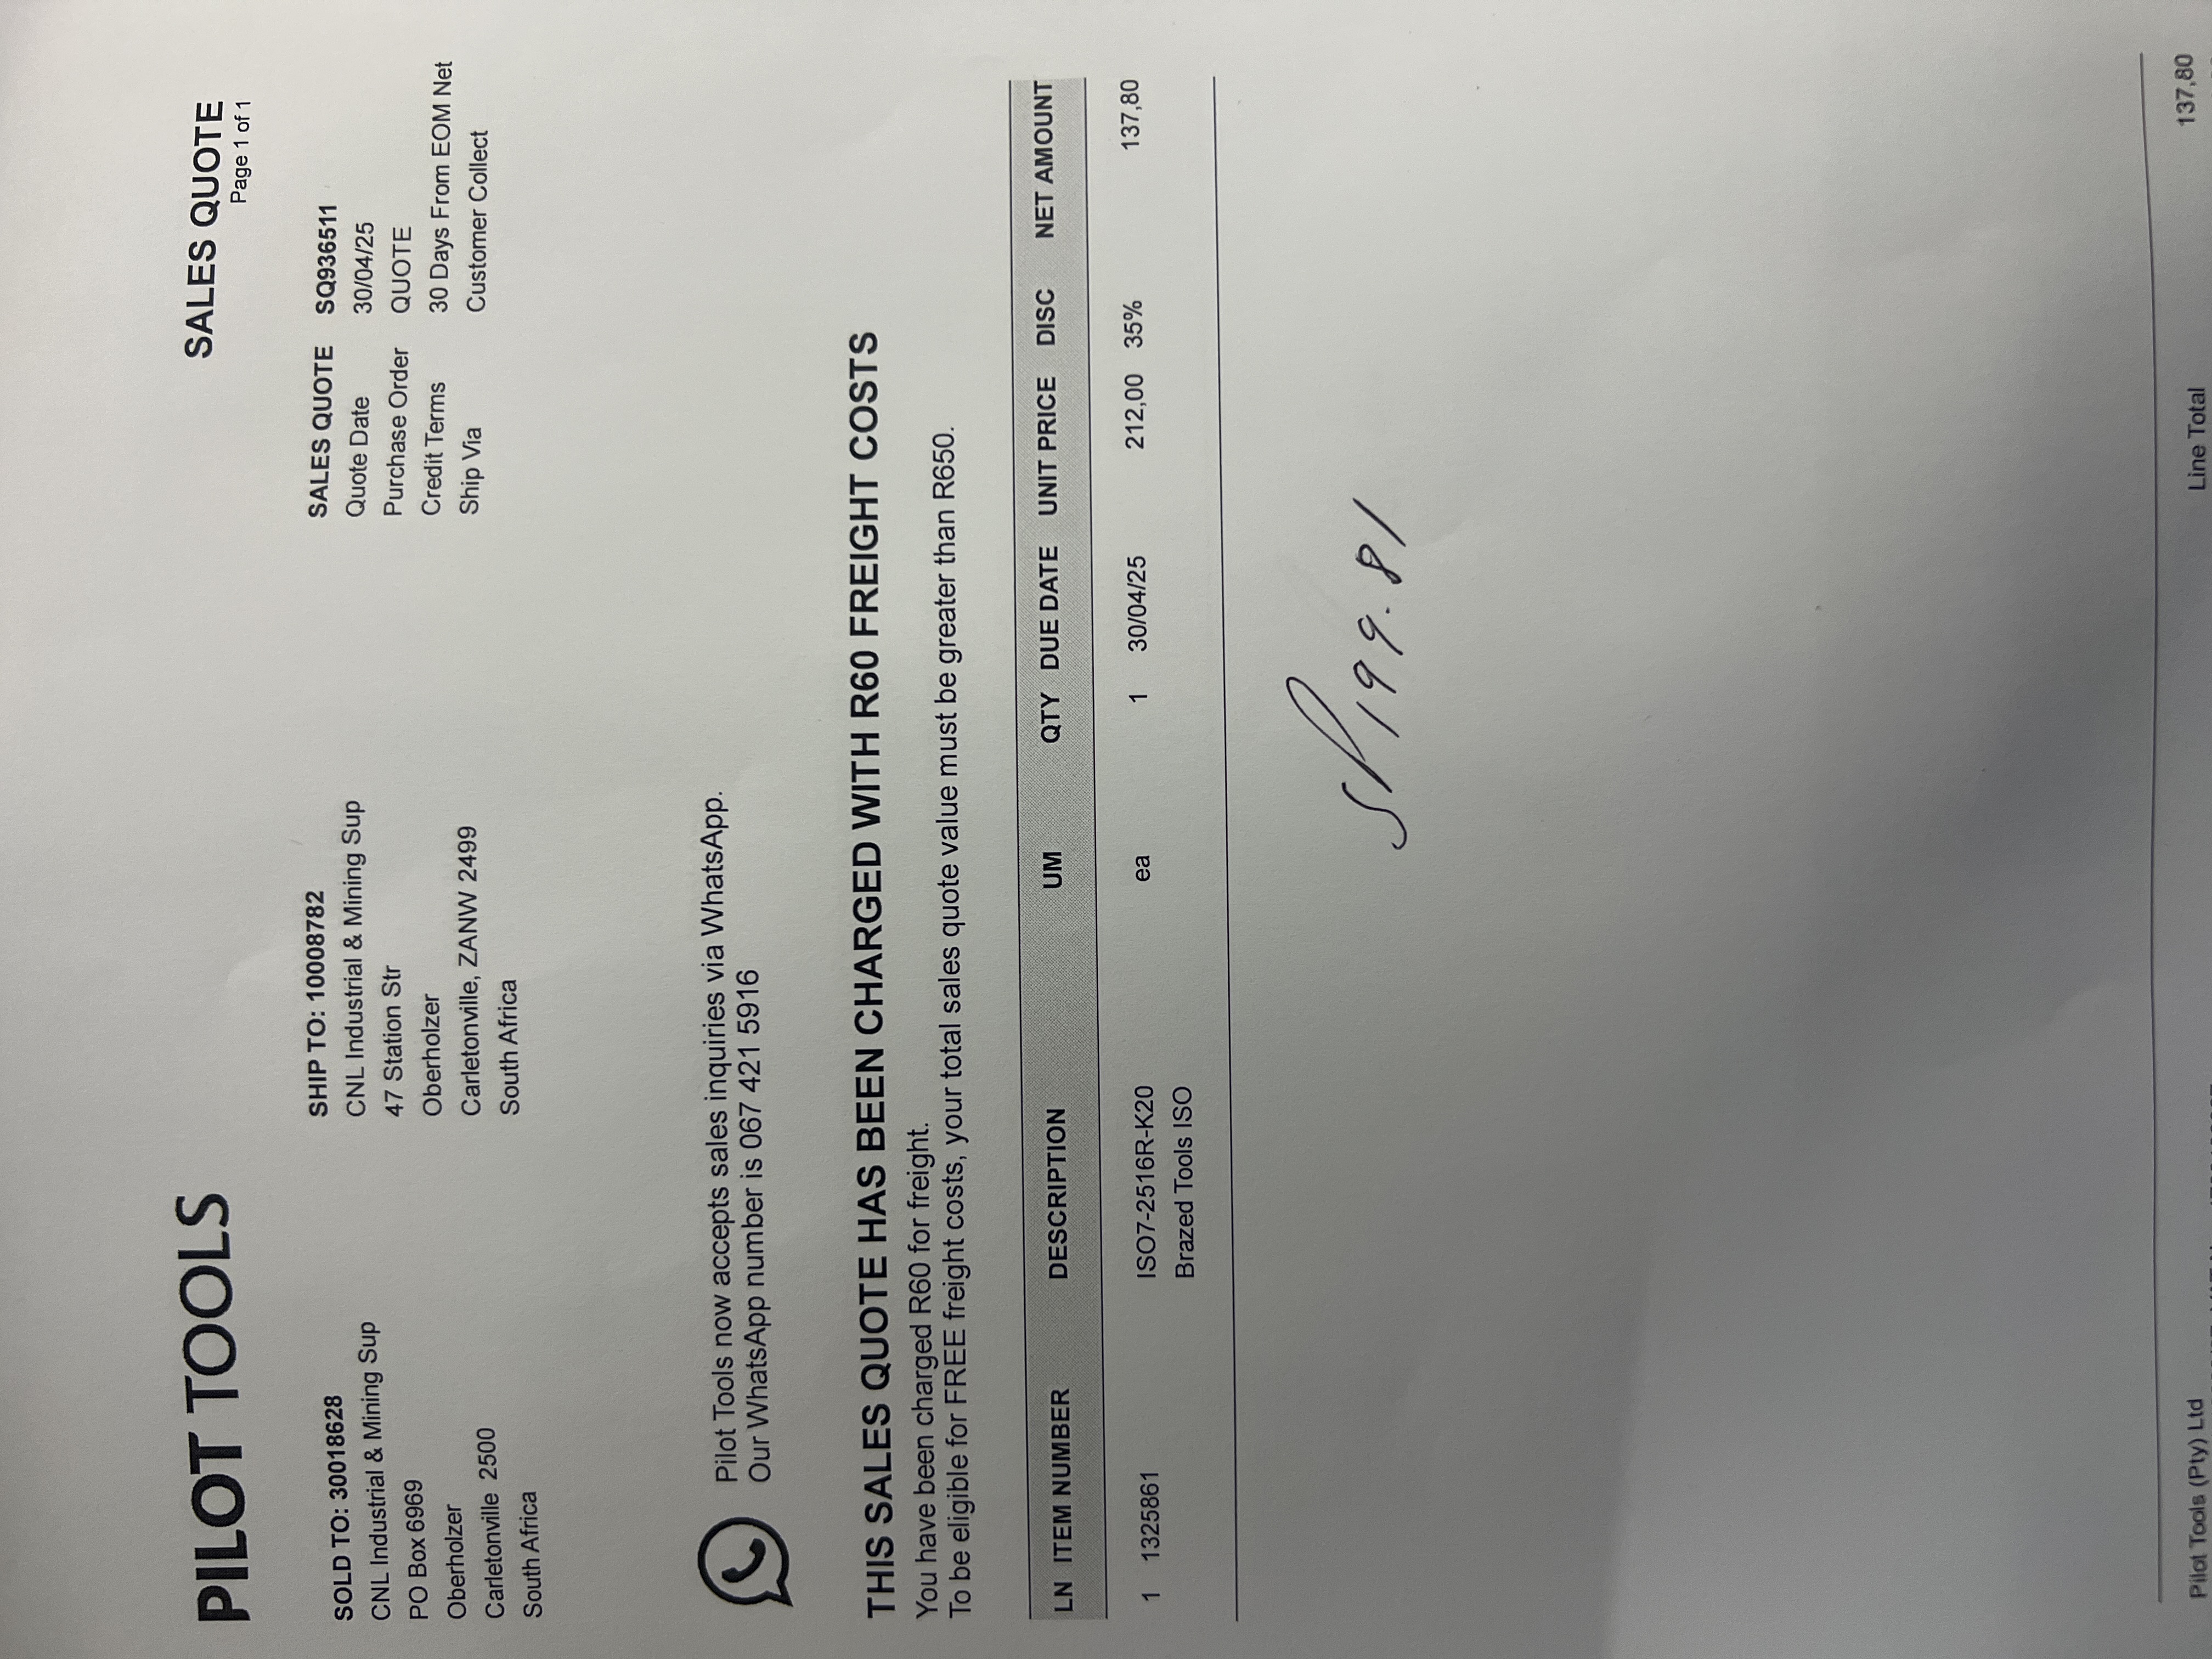 PILOT TOOLS
SALES QUOTE
Page 1 of 1
SOLD TO: 30018628
CNL Industrial & Mining Sup
PO Box 6969
Oberholzer
Carletonville 2500
South Africa
SHIP TO: 10008782
CNL Industrial & Mining Sup
47 Station Str
Oberholzer
Carletonville, ZANW 2499
South Africa
SALES QUOTE SQ936511
Quote Date 30/04/25
Purchase Order QUOTE
Credit Terms 30 Days From EOM Net
Ship Via Customer Collect
Pilot Tools now accepts sales inquiries via WhatsApp.
Our WhatsApp number is 067 421 5916
THIS SALES QUOTE HAS BEEN CHARGED WITH R60 FREIGHT COSTS
You have been charged R60 for freight.
To be eligible for FREE freight costs, your total sales quote value must be greater than R650.
LN ITEM NUMBER DESCRIPTION UM QTY DUE DATE UNIT PRICE DISC NET AMOUNT
1 1325861 ISO7-2516R-K20 ea 1 30/04/25 212,00 35% 137,80
Brazed Tools ISO
SP 199.81
Pilot Tools (Pty) Ltd Line Total 137,80